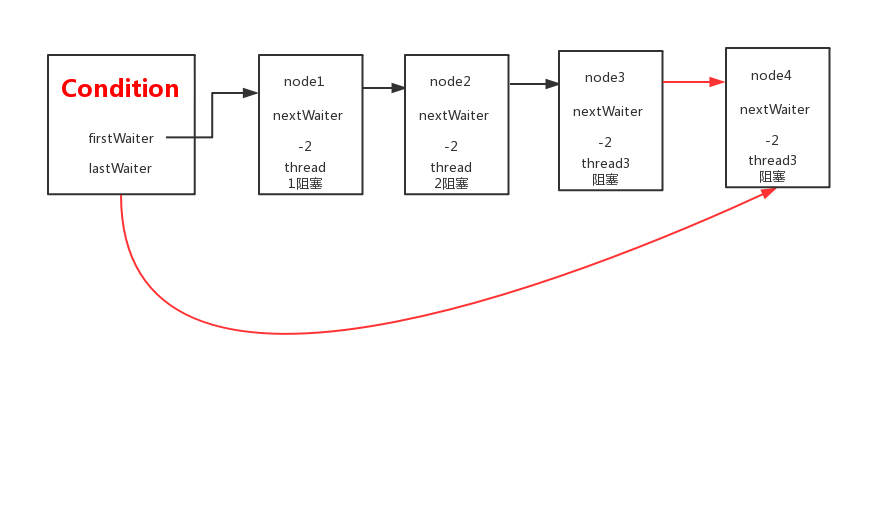 Condition
firstWaiter
lastWaiter
node1
nextWaiter
-2
thread
1阻塞
node2
nextWaiter
-2
thread
2阻塞
node3
nextWaiter
-2
thread3
阻塞
node4
nextWaiter
-2
thread3
阻塞